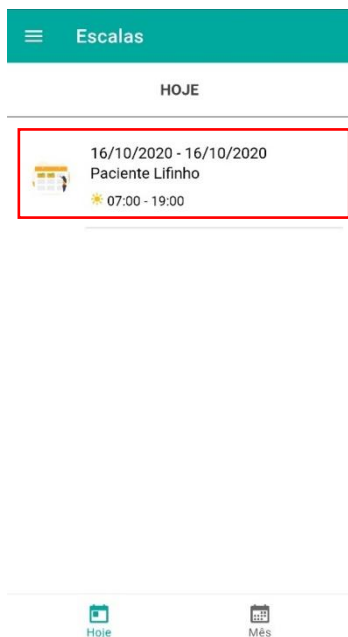 Escalas
HOJE
16/10/2020 - 16/10/2020
Paciente Lifinho
07:00 - 19:00
Hoje
Mês